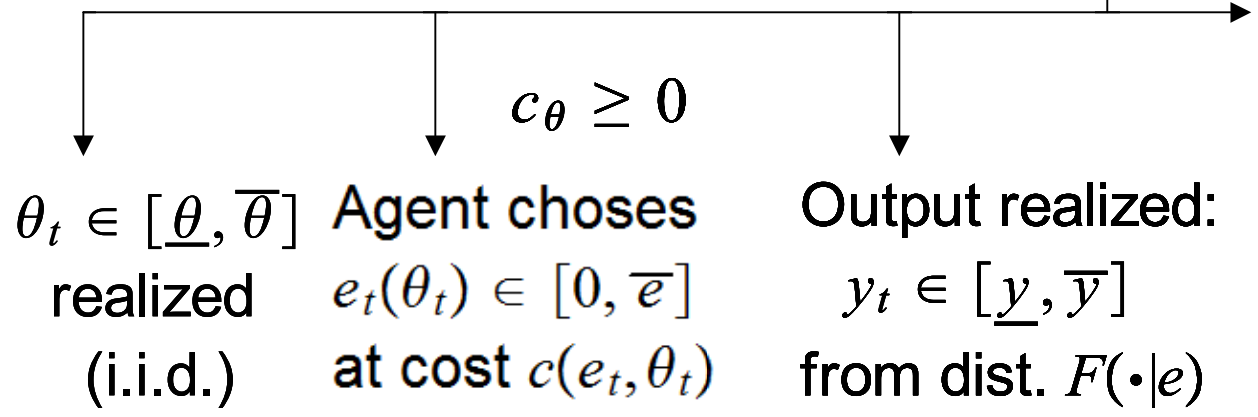 c_θ ≥ 0
θ_t ∈ [θ̲, θ̅]
realized
(i.i.d.)
Agent choses
e_t(θ_t) ∈ [0, e̅]
at cost c(e_t, θ_t)
Output realized:
y_t ∈ [y̲, y̅]
from dist. F(·|e)